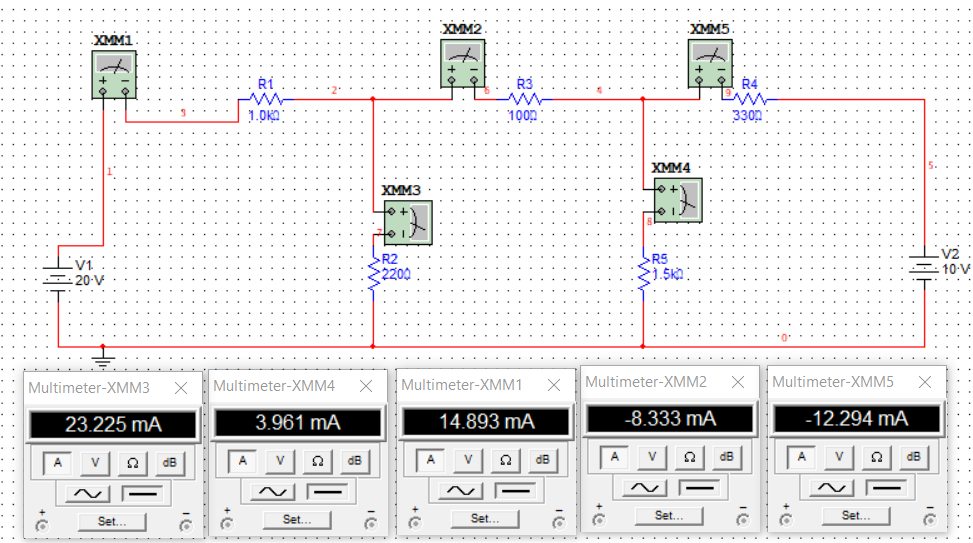 XMM1
XMM2
XMM5
R1
1.0kΩ
2
6
R3
100Ω
4
9
R4
330Ω
3
1
XMM3
7
R2
220Ω
XMM4
8
R5
1.5kΩ
5
V1
20 V
V2
10 V
0
Multimeter-XMM3
23.225 mA
A V Ω dB
Set...
+ −
Multimeter-XMM4
3.961 mA
A V Ω dB
Set...
+ −
Multimeter-XMM1
14.893 mA
A V Ω dB
Set...
+ −
Multimeter-XMM2
-8.333 mA
A V Ω dB
Set...
+ −
Multimeter-XMM5
-12.294 mA
A V Ω dB
Set...
+ −